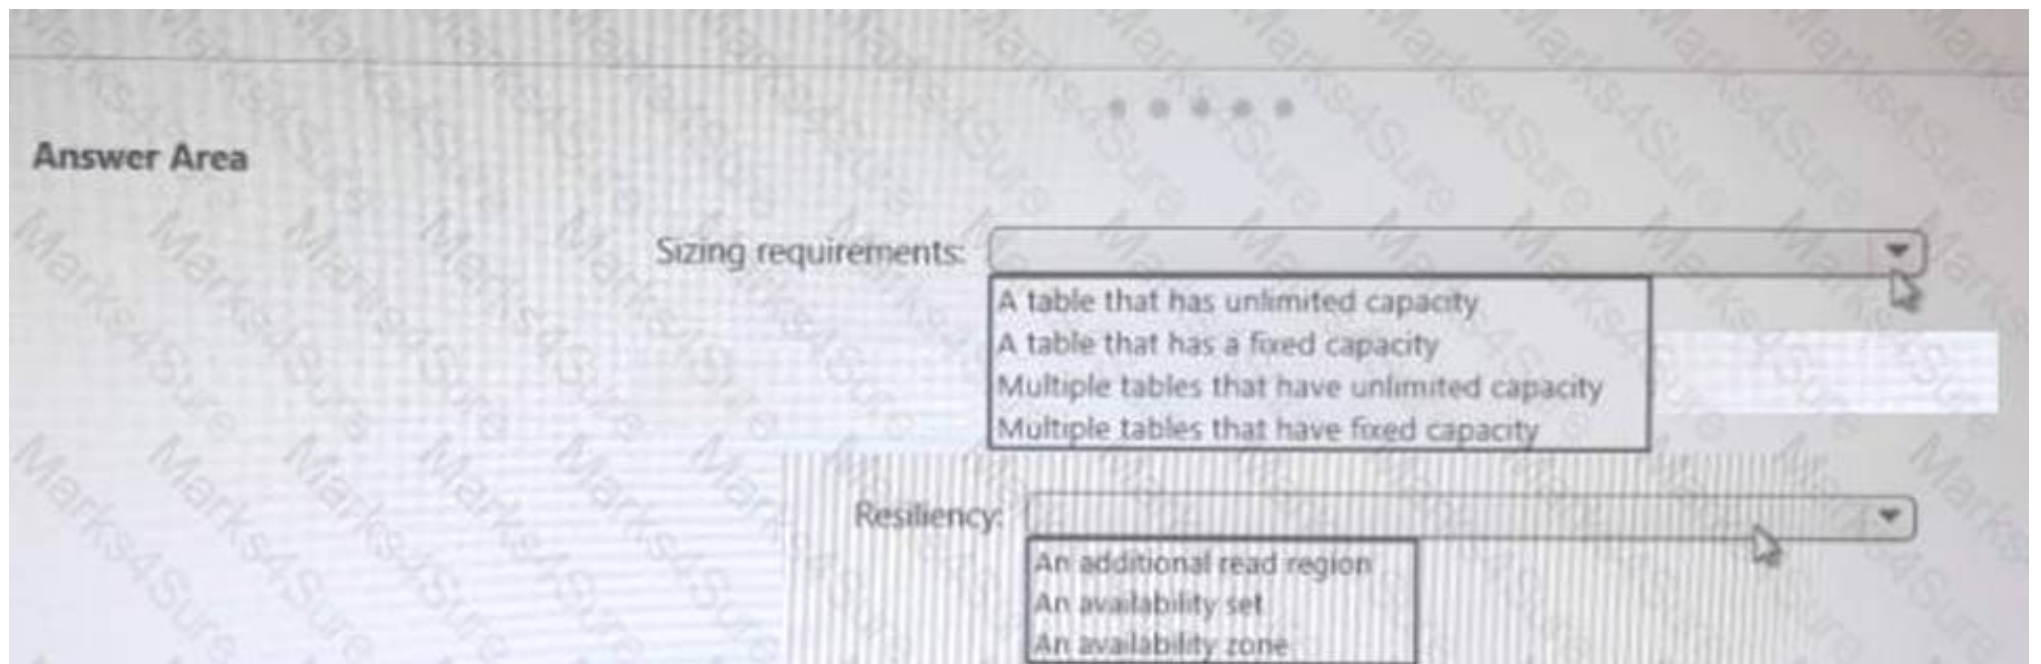 Answer Area
Sizing requirements:
A table that has unlimited capacity
A table that has a fixed capacity
Multiple tables that have unlimited capacity
Multiple tables that have fixed capacity
Resiliency:
An additional read region
An availability set
An availability zone
Marks4Sure